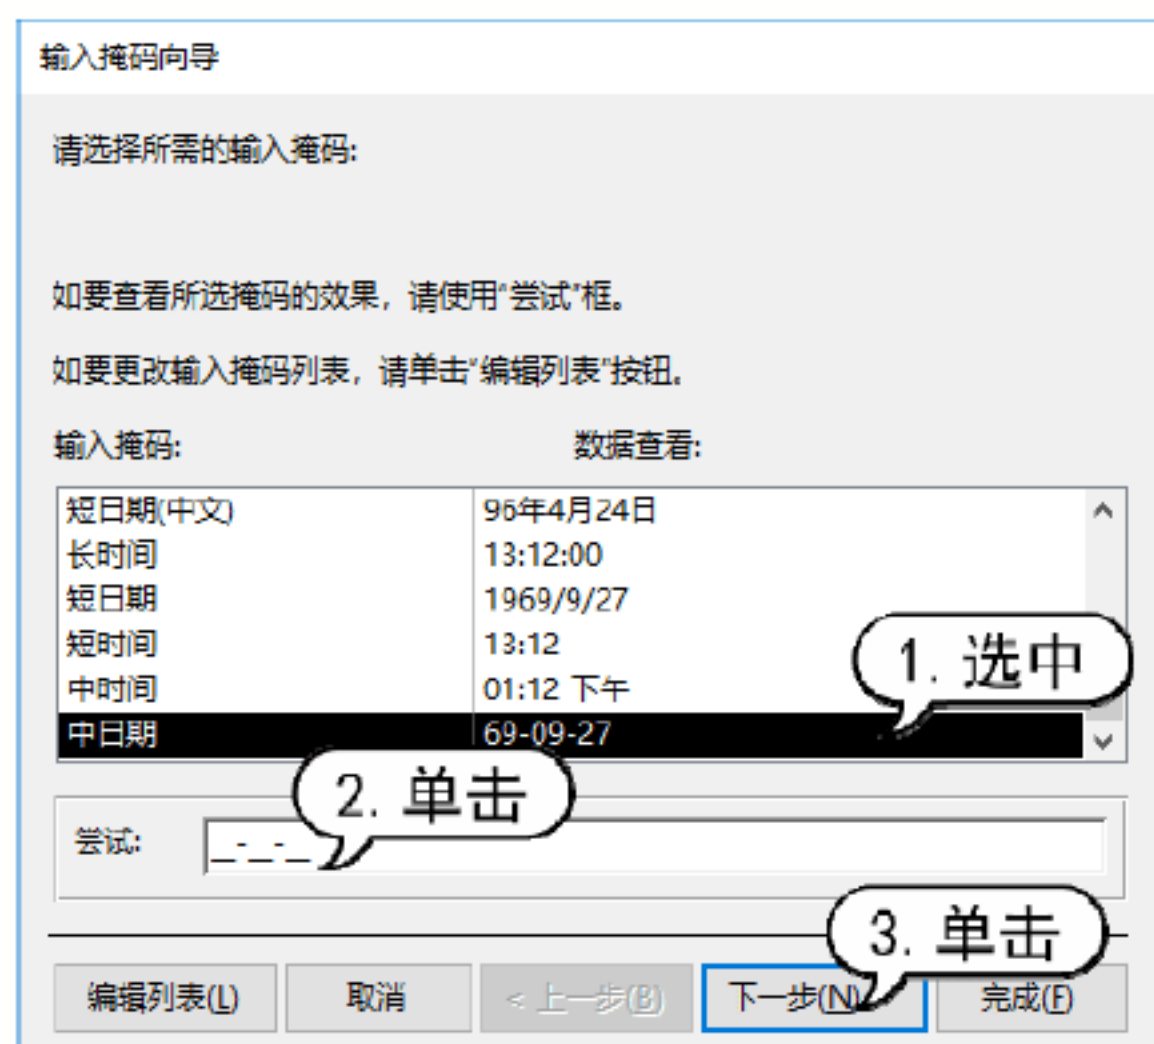 输入掩码向导
请选择所需的输入掩码:
如要查看所选掩码的效果，请使用"尝试"框。
如要更改输入掩码列表，请单击"编辑列表"按钮。
输入掩码: 数据查看:
短日期(中文) 96年4月24日
长时间 13:12:00
短日期 1969/9/27
短时间 13:12
中时间 01:12 下午
中日期 69-09-27
1. 选中
2. 单击
尝试: __-__-__
3. 单击
编辑列表(L) 取消 < 上一步(B) 下一步(N) 完成(F)